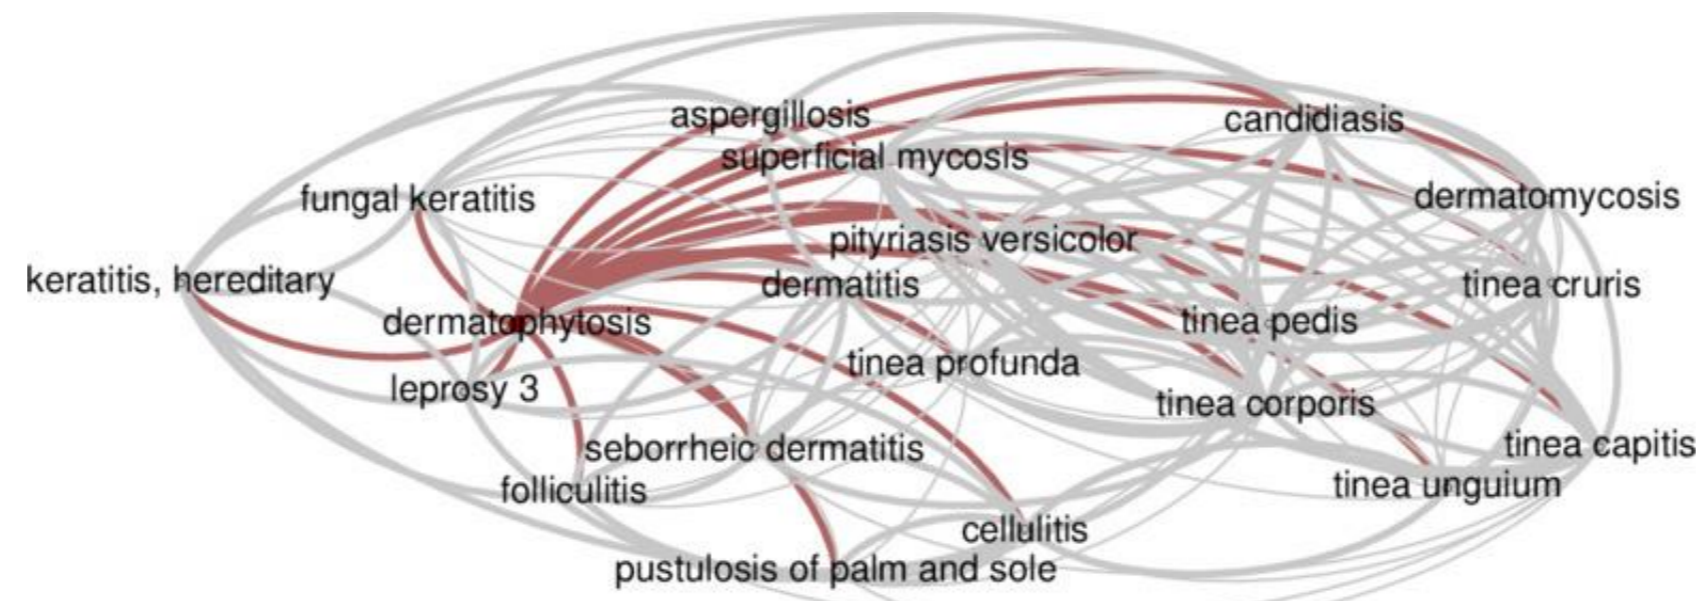 aspergillosis
candidiasis
superficial mycosis
fungal keratitis
dermatomycosis
pityriasis versicolor
keratitis, hereditary
dermatitis
tinea cruris
dermatophytosis
tinea pedis
tinea profunda
leprosy 3
tinea corporis
seborrheic dermatitis
tinea capitis
folliculitis
tinea unguium
cellulitis
pustulosis of palm and sole